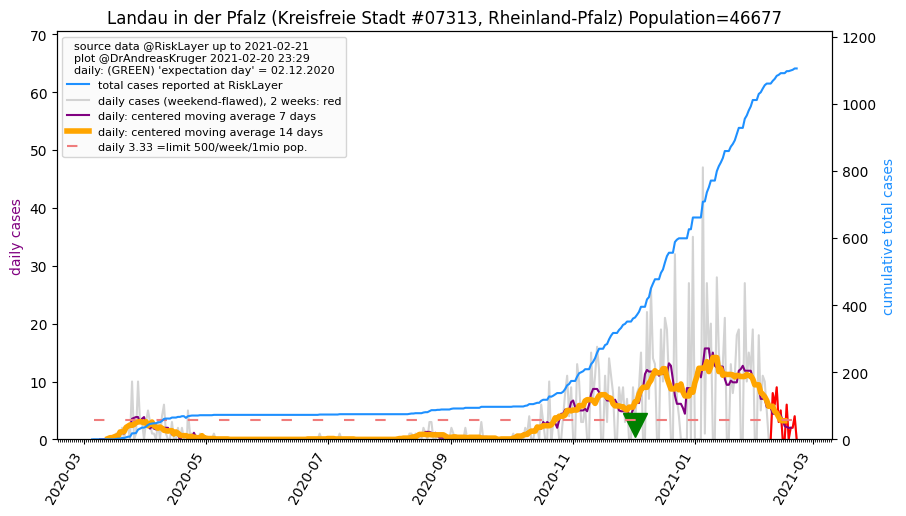 Landau in der Pfalz (Kreisfreie Stadt #07313, Rheinland-Pfalz) Population=46677
source data @RiskLayer up to 2021-02-21
plot @DrAndreasKruger 2021-02-20 23:29
daily: (GREEN) 'expectation day' = 02.12.2020
total cases reported at RiskLayer
daily cases (weekend-flawed), 2 weeks: red
daily: centered moving average 7 days
daily: centered moving average 14 days
daily 3.33 =limit 500/week/1mio pop.
daily cases
70
60
50
40
30
20
10
0
cumulative total cases
1200
1000
800
600
400
200
0
2020-03
2020-05
2020-07
2020-09
2020-11
2021-01
2021-03